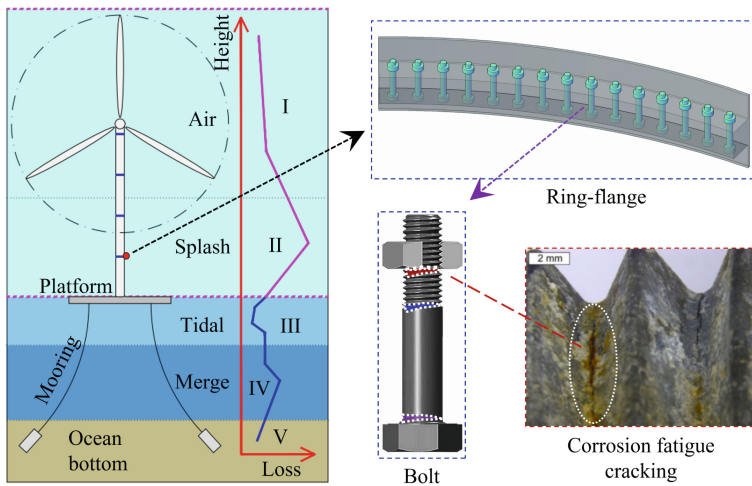 Height
I
Air
Splash
II
Platform
Tidal
III
Mooring
Merge
IV
Ocean
bottom
V
Loss
Ring-flange
Bolt
2 mm
Corrosion fatigue
cracking